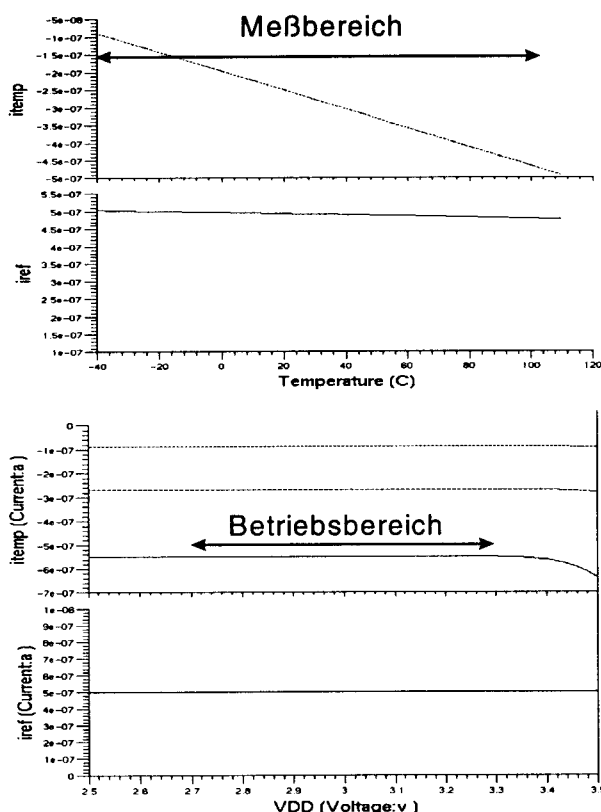 Meßbereich
itemp
-5e-08
-1e-07
-1.5e-07
-2e-07
-2.5e-07
-3e-07
-3.5e-07
-4e-07
-4.5e-07
-5e-07
iref
5.5e-07
5e-07
4.5e-07
4e-07
3.5e-07
3e-07
2.5e-07
2e-07
1.5e-07
1e-07
-40 -20 0 20 40 60 80 100 120
Temperature (C)
itemp (Current:a)
0
-1e-07
-2e-07
-3e-07
-4e-07
-5e-07
-6e-07
-7e-07
Betriebsbereich
iref (Current:a)
1e-06
9e-07
8e-07
7e-07
6e-07
5e-07
4e-07
3e-07
2e-07
1e-07
0
2.5 2.6 2.7 2.8 2.9 3 3.1 3.2 3.3 3.4 3.5
VDD (Voltage:v)